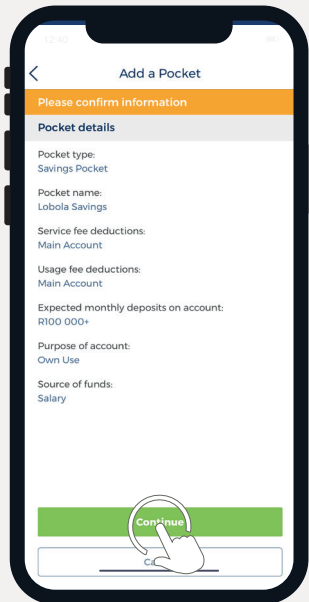 12:40
Add a Pocket
Please confirm information
Pocket details
Pocket type:
Savings Pocket
Pocket name:
Lobola Savings
Service fee deductions:
Main Account
Usage fee deductions:
Main Account
Expected monthly deposits on account:
R100 000+
Purpose of account:
Own Use
Source of funds:
Salary
Continue